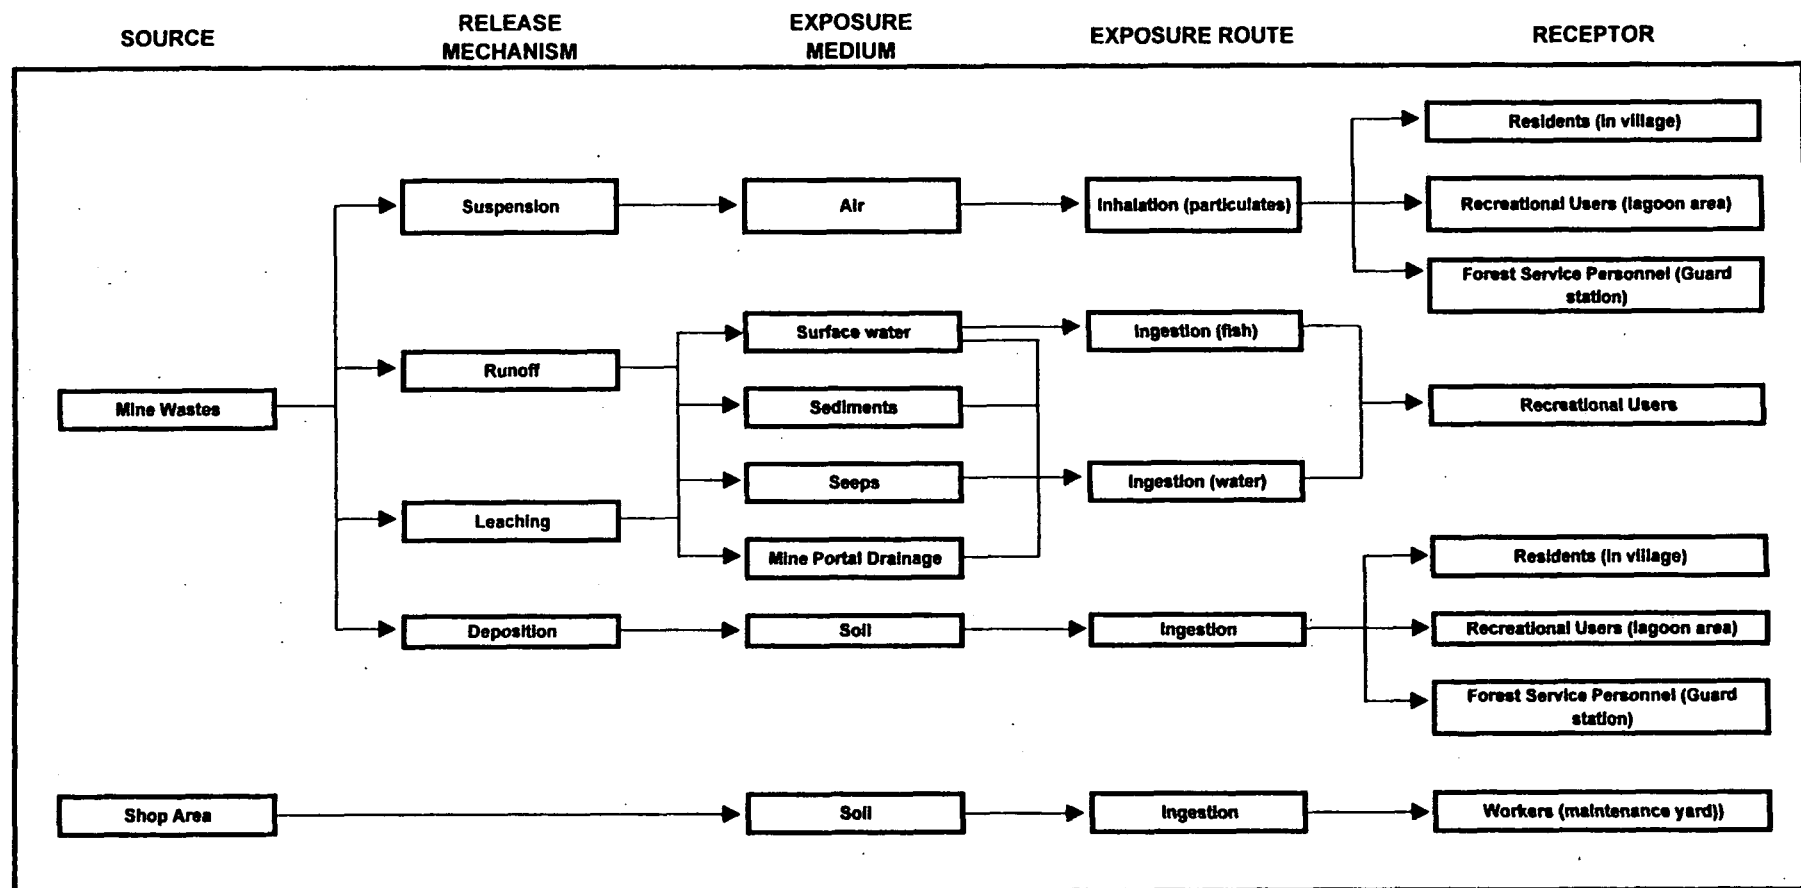 SOURCE
RELEASE
MECHANISM
EXPOSURE
MEDIUM
EXPOSURE ROUTE
RECEPTOR
Residents (in village)
Suspension
Air
Inhalation (particulates)
Recreational Users (lagoon area)
Forest Service Personnel (Guard
station)
Surface water
Ingestion (fish)
Runoff
Mine Wastes
Sediments
Recreational Users
Seeps
Ingestion (water)
Leaching
Mine Portal Drainage
Residents (in village)
Deposition
Soil
Ingestion
Recreational Users (lagoon area)
Forest Service Personnel (Guard
station)
Shop Area
Soil
Ingestion
Workers (maintenance yard))